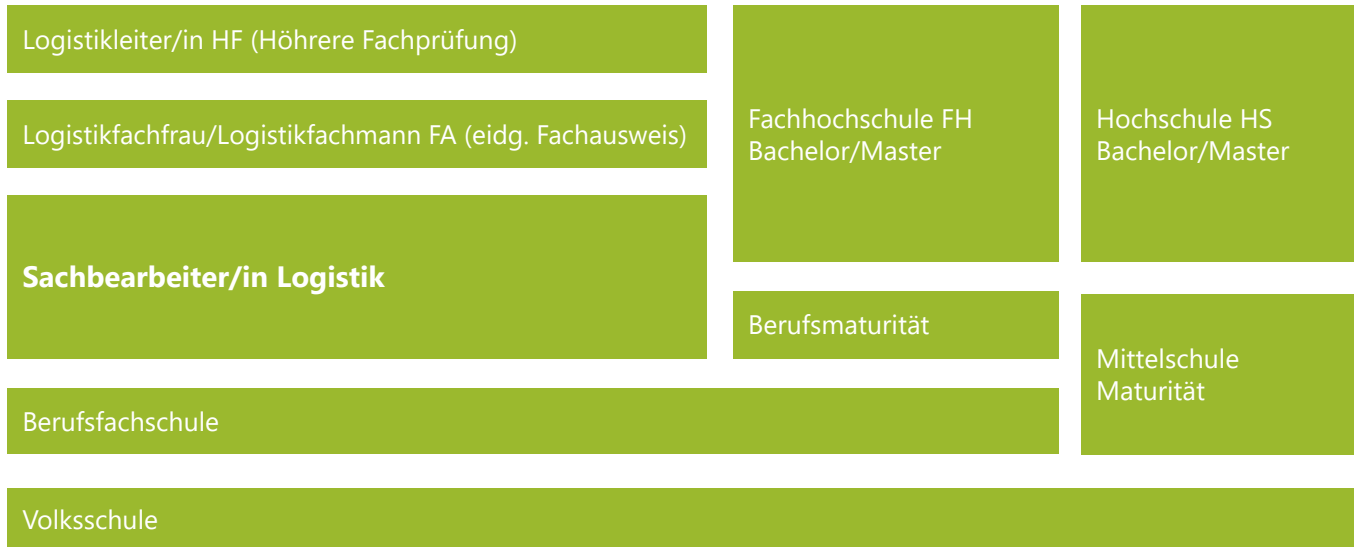 Logistikleiter/in HF (Höhrere Fachprüfung)
Logistikfachfrau/Logistikfachmann FA (eidg. Fachausweis)
Sachbearbeiter/in Logistik
Fachhochschule FH
Bachelor/Master
Hochschule HS
Bachelor/Master
Berufsmaturität
Mittelschule
Maturität
Berufsfachschule
Volksschule